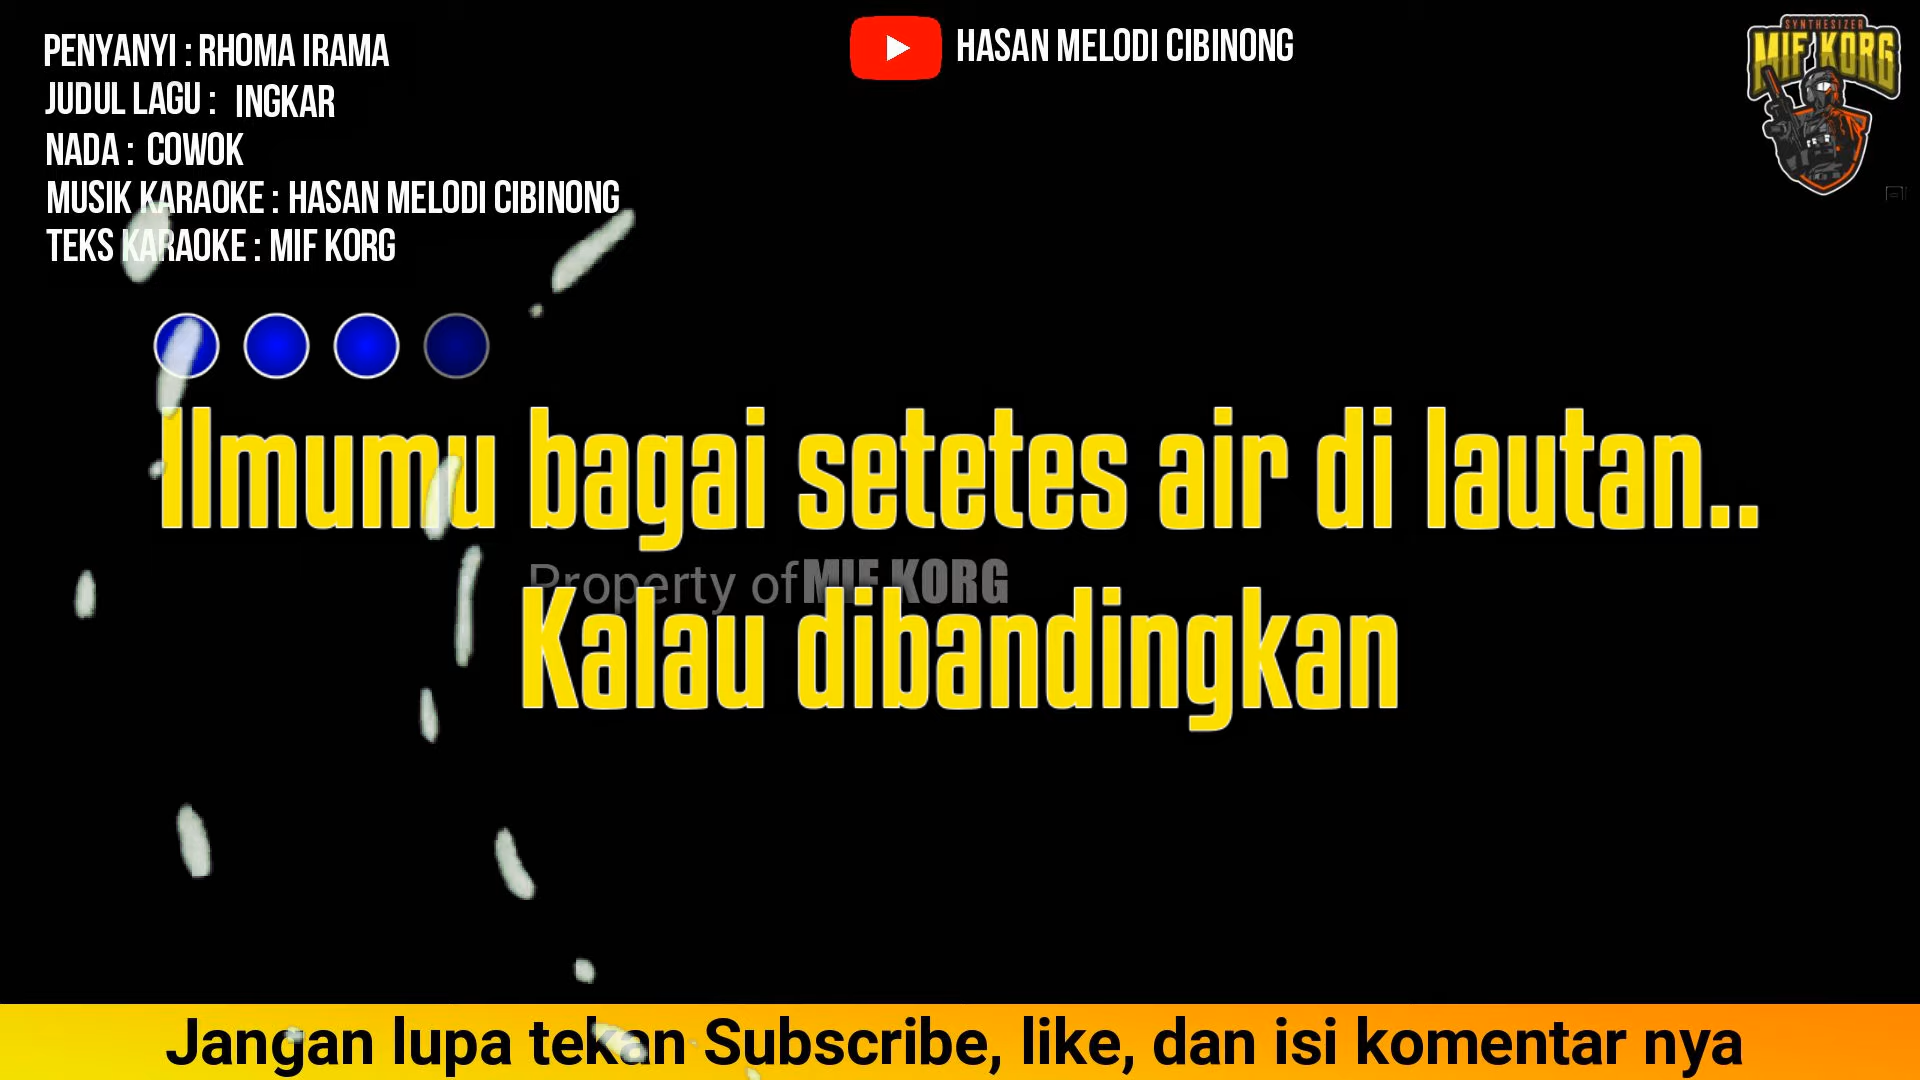 PENYANYI : RHOMA IRAMA
JUDUL LAGU : INGKAR
NADA : COWOK
MUSIK KARAOKE : HASAN MELODI CIBINONG
TEKS KARAOKE : MIF KORG
HASAN MELODI CIBINONG
SYNTHESIZER
MIF KORG
Ilmumu bagai setetes air di lautan..
Property of MIF KORG
Kalau dibandingkan
Jangan lupa tekan Subscribe, like, dan isi komentar nya